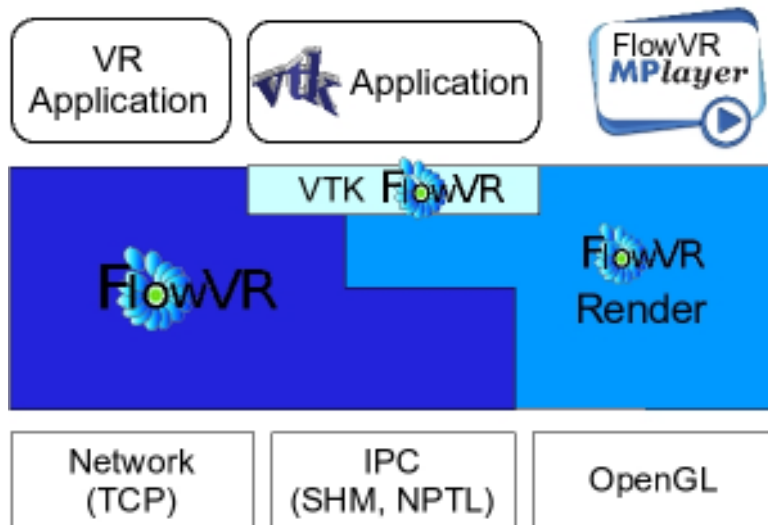 VR
Application
vtk Application
FlowVR
MPlayer
VTK FlowVR
FlowVR
FlowVR
Render
Network
(TCP)
IPC
(SHM, NPTL)
OpenGL